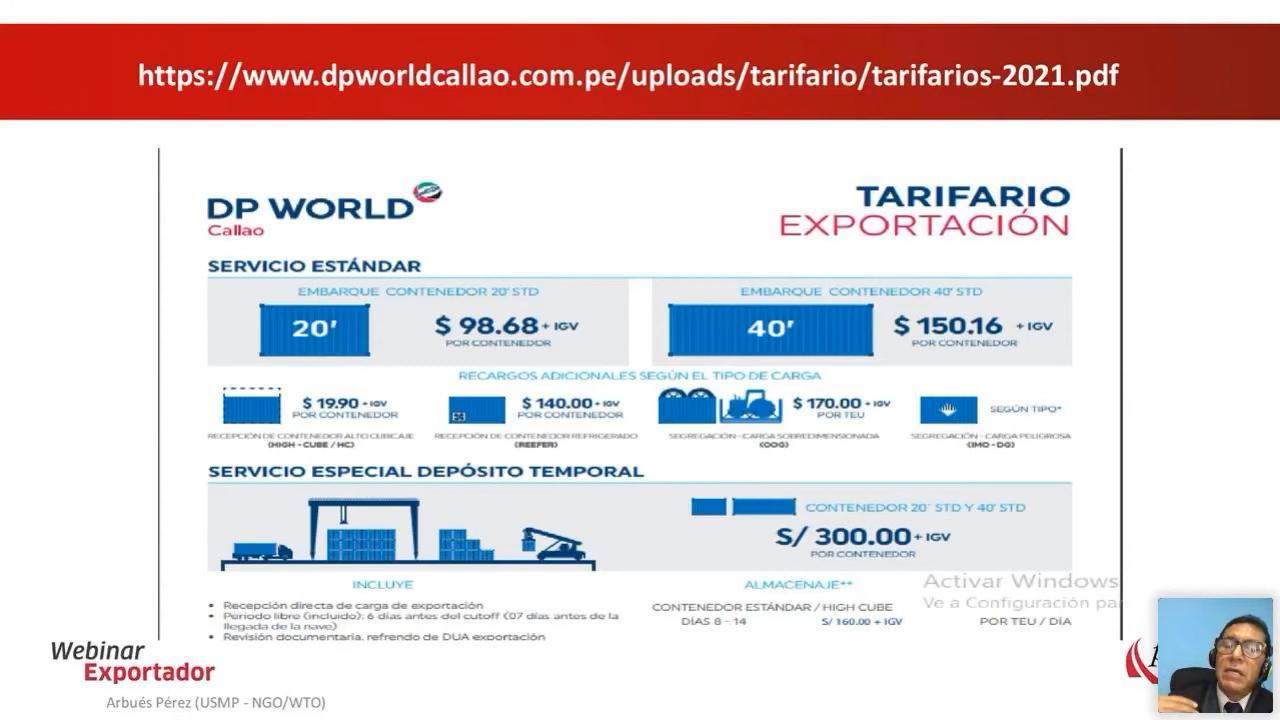 https://www.dpworldcallao.com.pe/uploads/tarifario/tarifarios-2021.pdf
DP WORLD
Callao
TARIFARIO
EXPORTACIÓN
SERVICIO ESTÁNDAR
EMBARQUE CONTENEDOR 20' STD
20'
$ 98.68 + IGV
POR CONTENEDOR
EMBARQUE CONTENEDOR 40' STD
40'
$ 150.16 + IGV
POR CONTENEDOR
RECARGOS ADICIONALES SEGÚN EL TIPO DE CARGA
$ 19.90 + IGV
POR CONTENEDOR
RECEPCIÓN DE CONTENEDOR ALTO CUBICAJE
(HIGH - CUBE / HC)
$ 140.00 + IGV
POR CONTENEDOR
RECEPCIÓN DE CONTENEDOR REFRIGERADO
(REEFER)
$ 170.00 + IGV
POR TEU
SEGREGACIÓN - CARGA SOBREDIMENSIONADA
(OOG)
SEGÚN TIPO*
SEGREGACIÓN - CARGA PELIGROSA
(IMO - DG)
SERVICIO ESPECIAL DEPÓSITO TEMPORAL
CONTENEDOR 20' STD Y 40' STD
S/ 300.00 + IGV
POR CONTENEDOR
INCLUYE
• Recepción directa de carga de exportación
• Periodo libre (incluido): 6 días antes del cutoff (07 días antes de la
llegada de la nave)
• Revisión documentaria, refrendo de DUA exportación
ALMACENAJE**
CONTENEDOR ESTÁNDAR / HIGH CUBE
DÍAS 8 - 14 S/ 160.00 + IGV POR TEU / DÍA
Activar Windows
Ve a Configuración
Webinar
Exportador
Arbués Pérez (USMP - NGO/WTO)